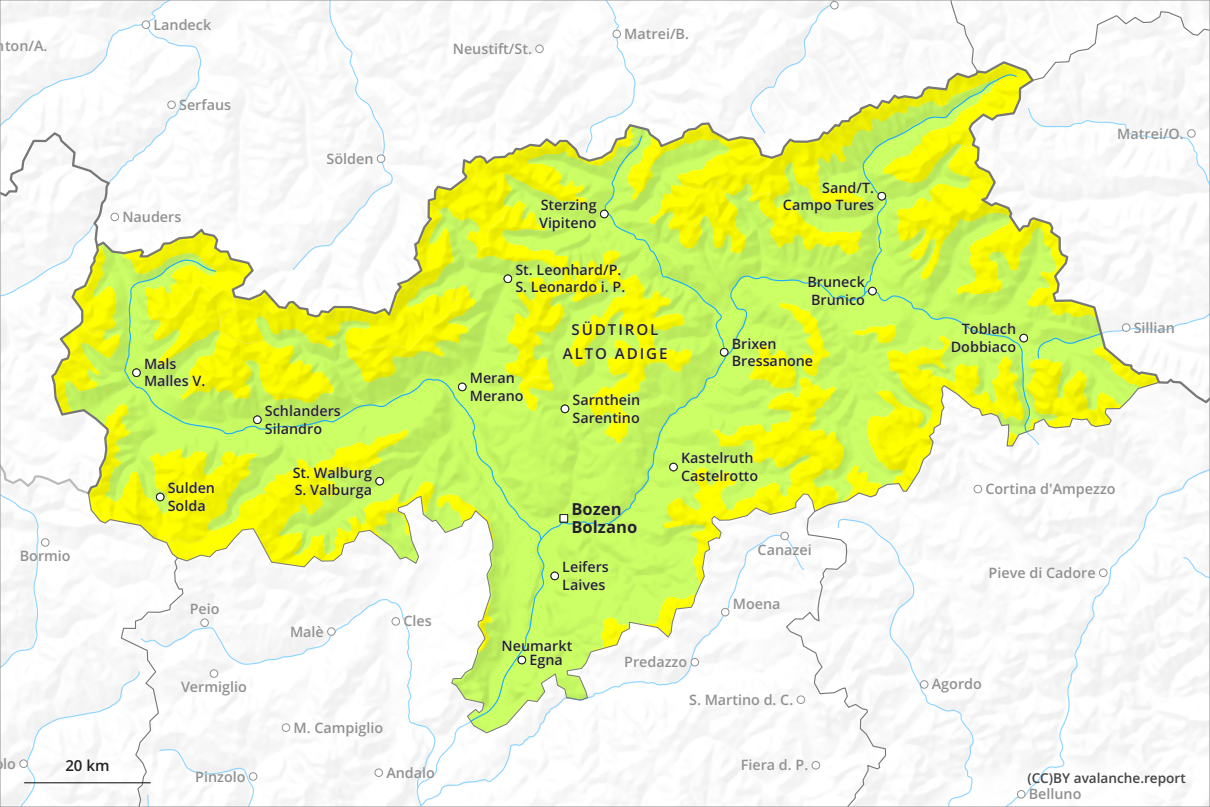 Landeck
nton/A.
Neustift/St.
Matrei/B.
Serfaus
Matrei/O.
Sölden
Nauders
Sand/T.
Campo Tures
Sterzing
Vipiteno
St. Leonhard/P.
S. Leonardo i. P.
Bruneck
Brunico
SÜDTIROL
ALTO ADIGE
Toblach
Dobbiaco
Sillian
Brixen
Bressanone
Mals
Malles V.
Meran
Merano
Sarnthein
Sarentino
Schlanders
Silandro
Kastelruth
Castelrotto
St. Walburg
S. Valburga
Sulden
Solda
Cortina d'Ampezzo
Bozen
Bolzano
Bormio
Canazei
Leifers
Laives
Pieve di Cadore
Peio
Moena
Malè
Cles
Neumarkt
Egna
Predazzo
Vermiglio
Agordo
S. Martino d. C.
M. Campiglio
20 km
olo
Pinzolo
Andalo
Fiera d. P.
(CC)BY avalanche.report
Belluno